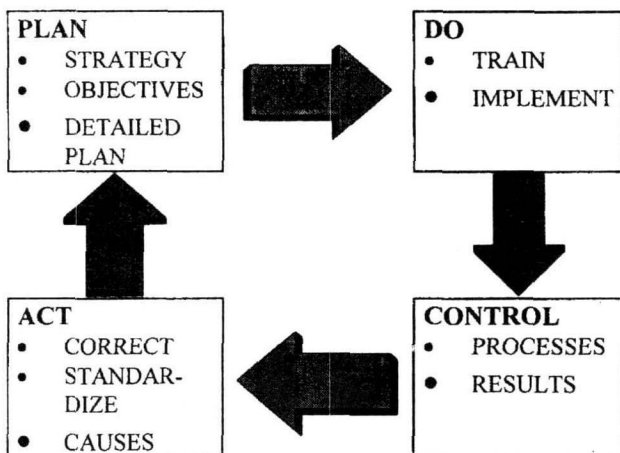 PLAN
• STRATEGY
• OBJECTIVES
• DETAILED
PLAN
DO
• TRAIN
• IMPLEMENT
ACT
• CORRECT
• STANDAR-
DIZE
• CAUSES
CONTROL
• PROCESSES
• RESULTS